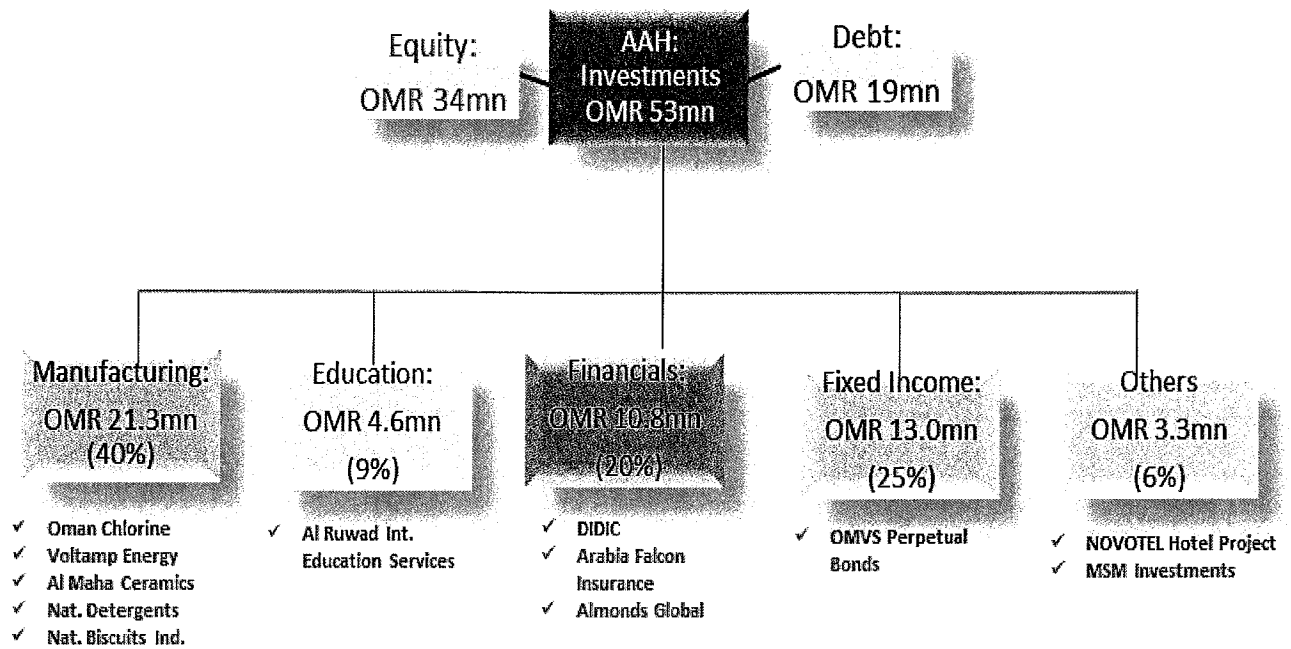 Equity:
OMR 34mn
AAH:
Investments
OMR 53mn
Debt:
OMR 19mn
Manufacturing:
OMR 21.3mn
(40%)
✓ Oman Chlorine
✓ Voltamp Energy
✓ Al Maha Ceramics
✓ Nat. Detergents
✓ Nat. Biscuits Ind.
Education:
OMR 4.6mn
(9%)
✓ Al Ruwad Int.
Education Services
Financials:
OMR 10.8mn
(20%)
✓ DIDIC
✓ Arabia Falcon
Insurance
✓ Almonds Global
Fixed Income:
OMR 13.0mn
(25%)
✓ OMVS Perpetual
Bonds
Others
OMR 3.3mn
(6%)
✓ NOVOTEL Hotel Project
✓ MSM Investments